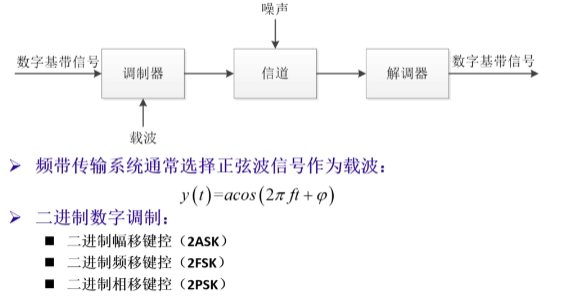 噪声
数字基带信号
调制器
信道
解调器
数字基带信号
载波
➢ 频带传输系统通常选择正弦波信号作为载波：
y(t)=acos(2π ft+φ)
➢ 二进制数字调制：
■ 二进制幅移键控（2ASK）
■ 二进制频移键控（2FSK）
■ 二进制相移键控（2PSK）